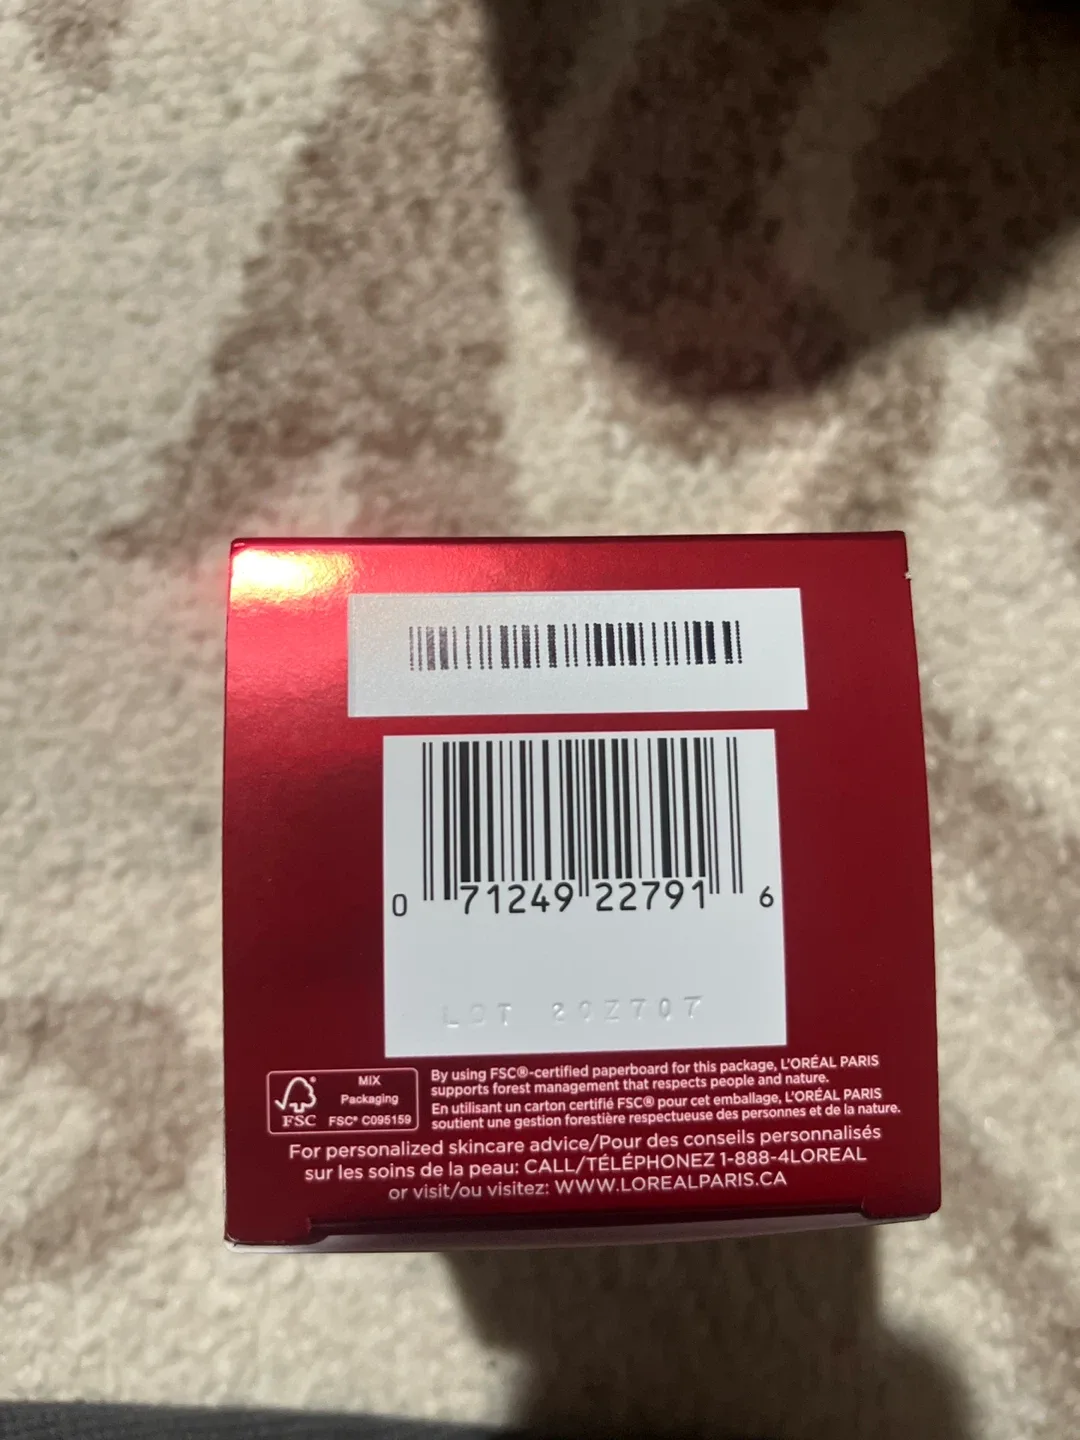 0 71249 22791 6
LOT 20Z707
MIX
Packaging
FSC® C095159
FSC
By using FSC®-certified paperboard for this package, L'ORÉAL PARIS
supports forest management that respects people and nature.
En utilisant un carton certifié FSC® pour cet emballage, L'ORÉAL PARIS
soutient une gestion forestière respectueuse des personnes et de la nature.
For personalized skincare advice/Pour des conseils personnalisés
sur les soins de la peau: CALL/TÉLÉPHONEZ 1-888-4LOREAL
or visit/ou visitez: WWW.LOREALPARIS.CA